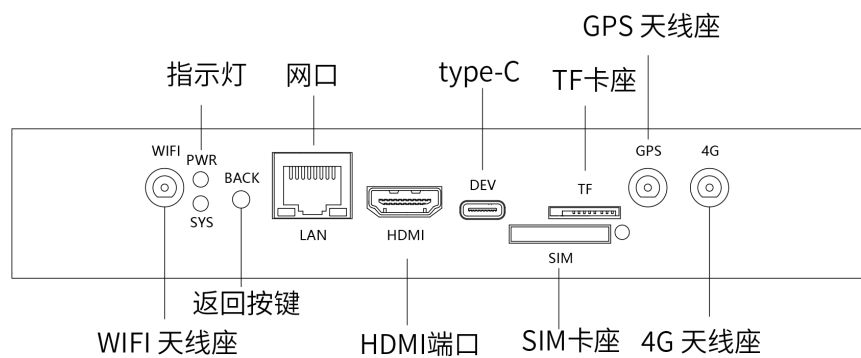 GPS 天线座
指示灯
网口
type-C
TF卡座
WIFI
PWR
BACK
SYS
LAN
HDMI
DEV
TF
SIM
GPS
4G
返回按键
WIFI 天线座
HDMI端口
SIM卡座
4G 天线座